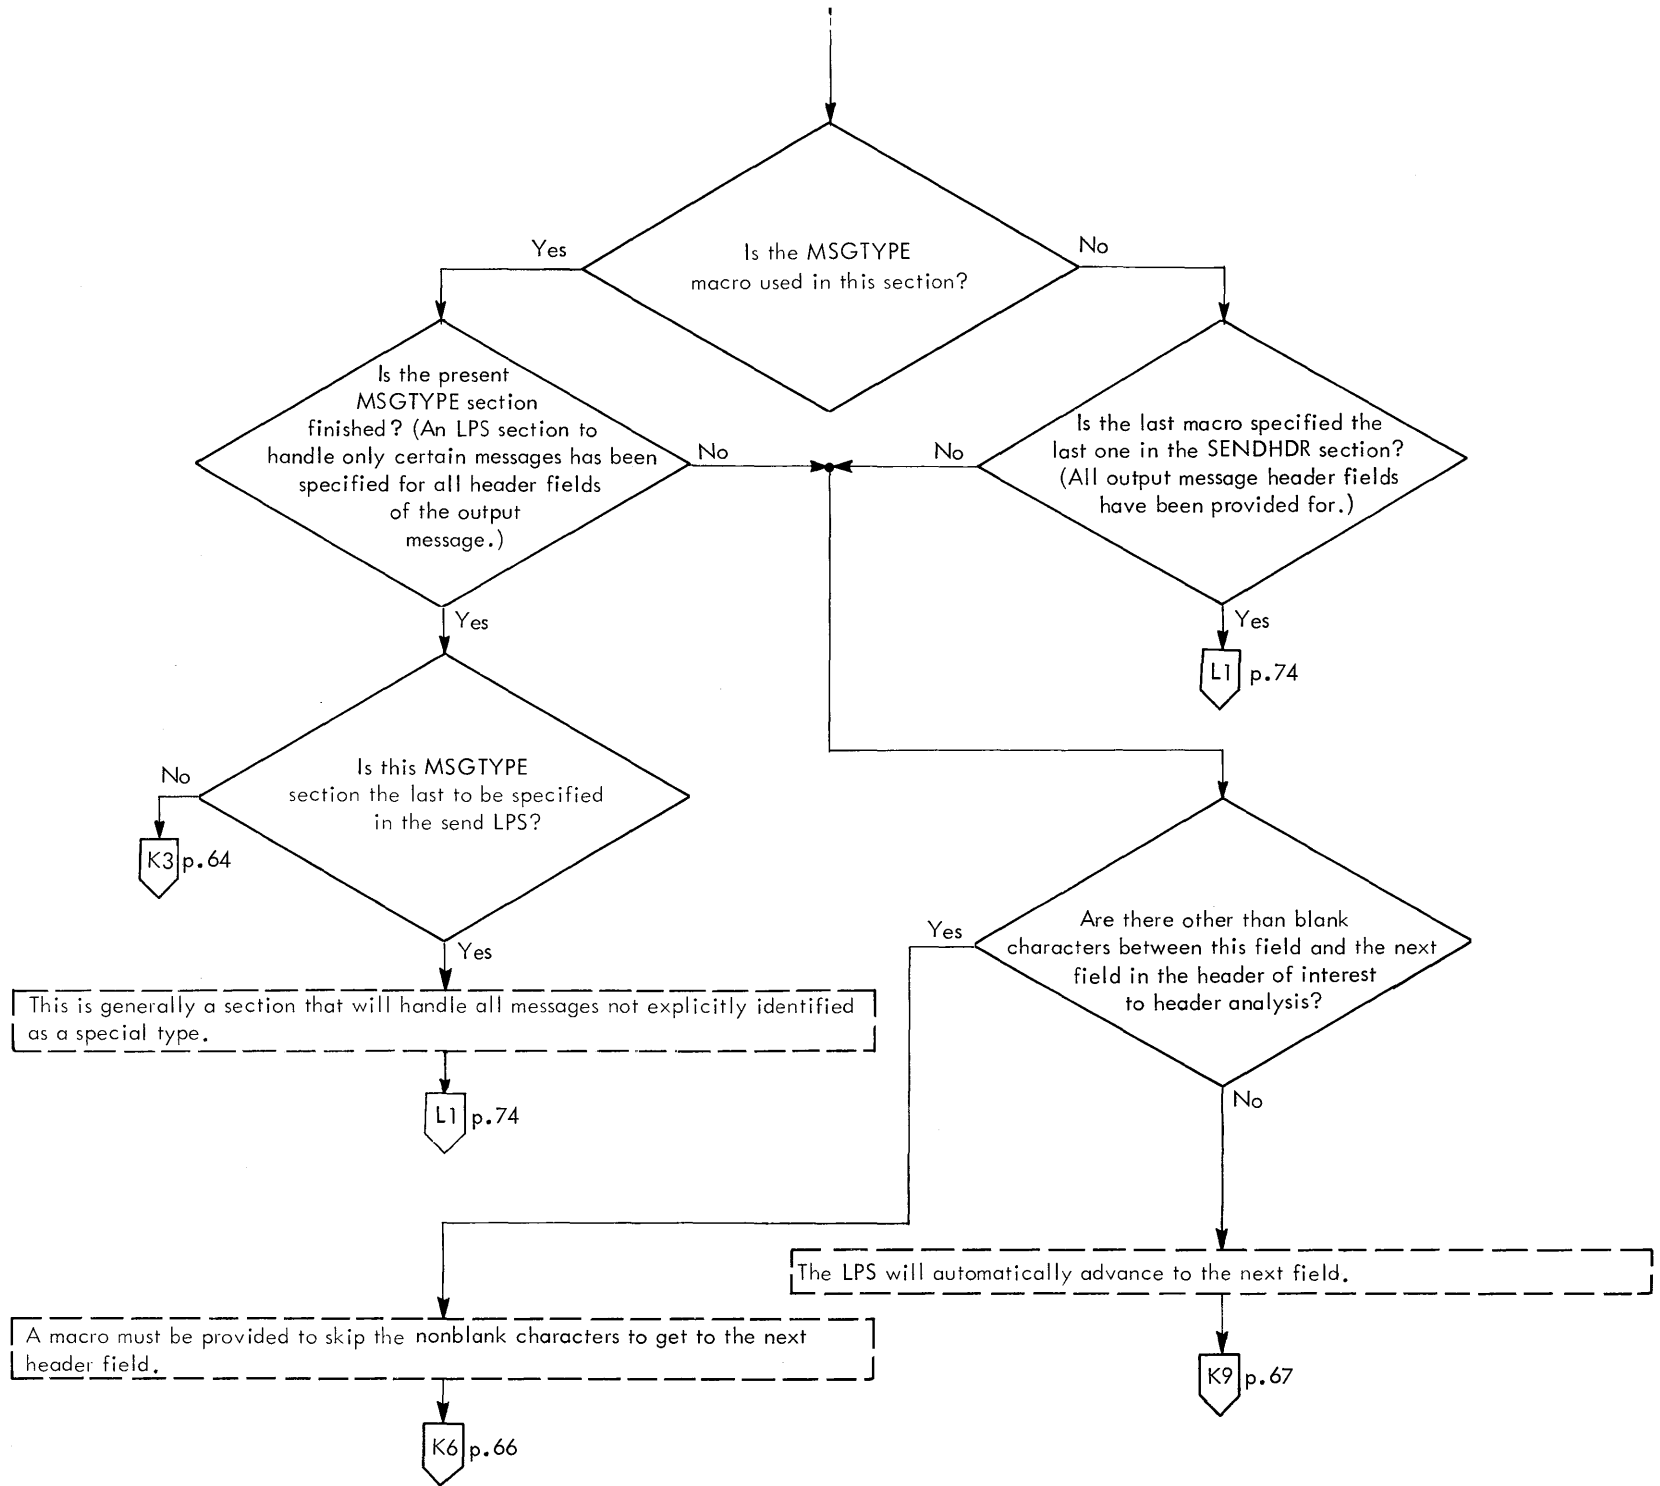 Is the MSGTYPE
macro used in this section?
Yes
No
Is the present
MSGTYPE section
finished? (An LPS section to
handle only certain messages has been
specified for all header fields
of the output
message.)
No
Yes
Is the last macro specified the
last one in the SENDHDR section?
(All output message header fields
have been provided for.)
No
Yes
L1 p.74
Is this MSGTYPE
section the last to be specified
in the send LPS?
No
K3 p.64
Yes
This is generally a section that will handle all messages not explicitly identified
as a special type.
L1 p.74
Are there other than blank
characters between this field and the next
field in the header of interest
to header analysis?
Yes
No
The LPS will automatically advance to the next field.
K9 p.67
A macro must be provided to skip the nonblank characters to get to the next
header field.
K6 p.66